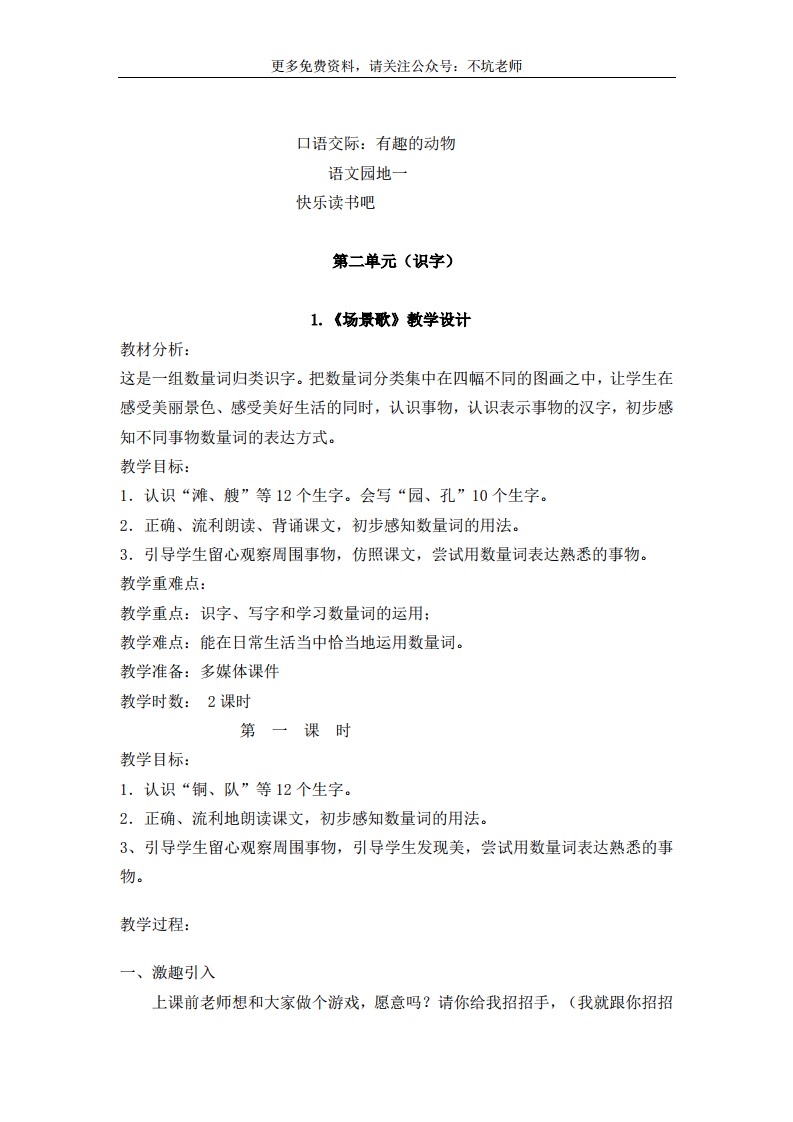 更多免费资料，请关注公众号：不坑老师
口语交际：有趣的动物
语文园地一
快乐读书吧
第二单元（识字）
1.《场景歌》教学设计
教材分析：
这是一组数量词归类识字。把数量词分类集中在四幅不同的图画之中，让学生在
感受美丽景色、感受美好生活的同时，认识事物，认识表示事物的汉字，初步感
知不同事物数量词的表达方式。
教学目标：
1．认识“滩、艘”等 12 个生字。会写“园、孔”10 个生字。
2．正确、流利朗读、背诵课文，初步感知数量词的用法。
3．引导学生留心观察周围事物，仿照课文，尝试用数量词表达熟悉的事物。
教学重难点：
教学重点：识字、写字和学习数量词的运用；
教学难点：能在日常生活当中恰当地运用数量词。
教学准备：多媒体课件
教学时数： 2 课时
第 一 课 时
教学目标：
1．认识“铜、队”等 12 个生字。
2．正确、流利地朗读课文，初步感知数量词的用法。
3、引导学生留心观察周围事物，引导学生发现美，尝试用数量词表达熟悉的事
物。
教学过程：
一、激趣引入
上课前老师想和大家做个游戏，愿意吗？请你给我招招手，（我就跟你招招